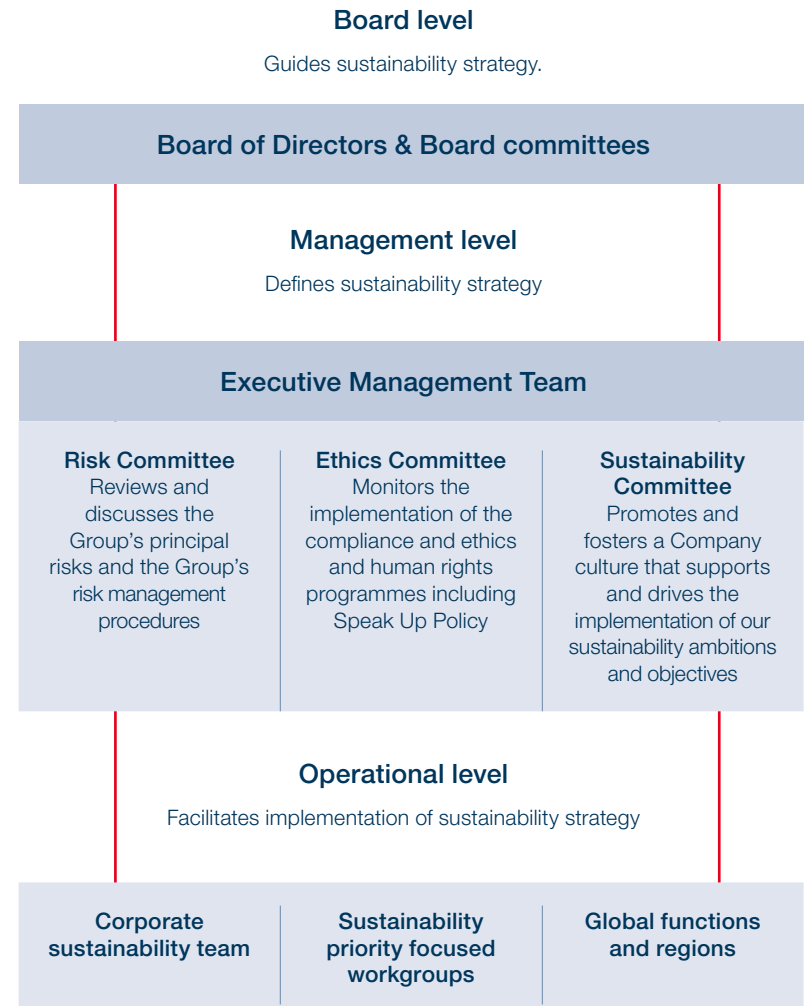 Board level
Guides sustainability strategy.
Board of Directors & Board committees
Management level
Defines sustainability strategy
Executive Management Team
Risk Committee
Reviews and
discusses the
Group's principal
risks and the Group's
risk management
procedures
Ethics Committee
Monitors the
implementation of the
compliance and ethics
and human rights
programmes including
Speak Up Policy
Sustainability
Committee
Promotes and
fosters a Company
culture that supports
and drives the
implementation of our
sustainability ambitions
and objectives
Operational level
Facilitates implementation of sustainability strategy
Corporate
sustainability team
Sustainability
priority focused
workgroups
Global functions
and regions